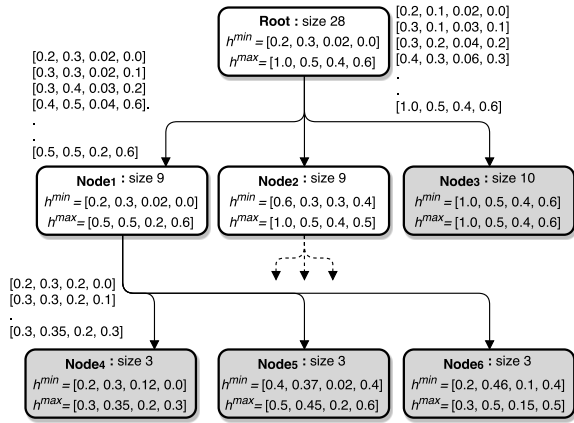 Root : size 28
h^min = [0.2, 0.3, 0.02, 0.0]
h^max = [1.0, 0.5, 0.4, 0.6]
[0.2, 0.1, 0.02, 0.0]
[0.3, 0.1, 0.03, 0.1]
[0.3, 0.2, 0.04, 0.2]
[0.4, 0.3, 0.06, 0.3]
.
.
[1.0, 0.5, 0.4, 0.6]
[0.2, 0.3, 0.02, 0.0]
[0.3, 0.3, 0.02, 0.1]
[0.3, 0.4, 0.03, 0.2]
[0.4, 0.5, 0.04, 0.6].
.
.
[0.5, 0.5, 0.2, 0.6]
Node1 : size 9
h^min = [0.2, 0.3, 0.02, 0.0]
h^max = [0.5, 0.5, 0.2, 0.6]
Node2 : size 9
h^min = [0.6, 0.3, 0.3, 0.4]
h^max = [1.0, 0.5, 0.4, 0.5]
Node3 : size 10
h^min = [1.0, 0.5, 0.4, 0.6]
h^max = [1.0, 0.5, 0.4, 0.6]
[0.2, 0.3, 0.2, 0.0]
[0.3, 0.3, 0.2, 0.1]
.
[0.3, 0.35, 0.2, 0.3]
Node4 : size 3
h^min = [0.2, 0.3, 0.12, 0.0]
h^max = [0.3, 0.35, 0.2, 0.3]
Node5 : size 3
h^min = [0.4, 0.37, 0.02, 0.4]
h^max = [0.5, 0.45, 0.2, 0.6]
Node6 : size 3
h^min = [0.2, 0.46, 0.1, 0.4]
h^max = [0.3, 0.5, 0.15, 0.5]